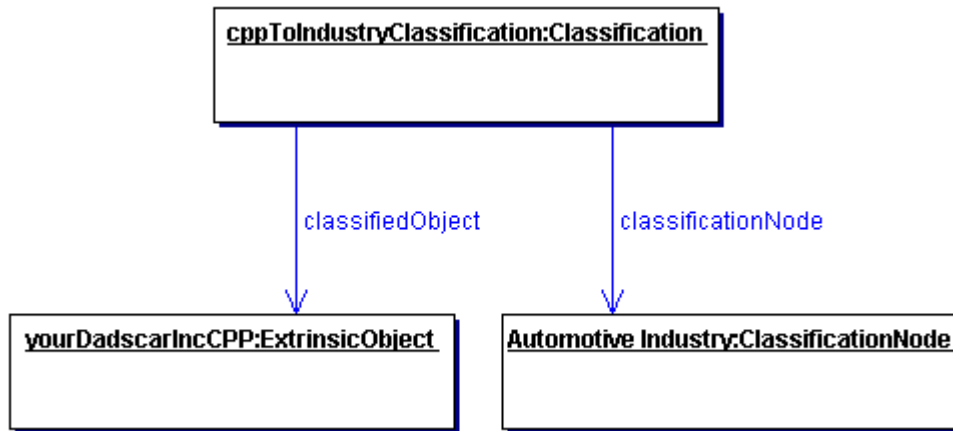 cppToIndustryClassification:Classification
classifiedObject
classificationNode
yourDadscarIncCPP:ExtrinsicObject
Automotive Industry:ClassificationNode